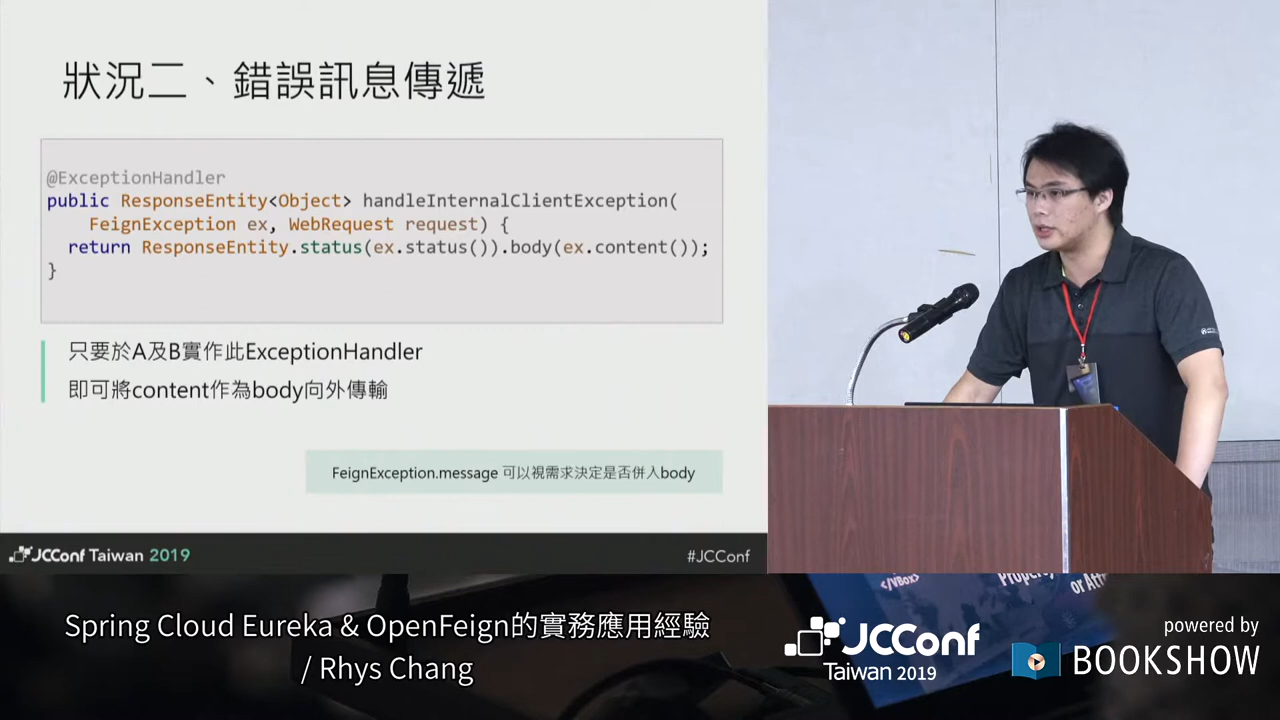 狀況二、錯誤訊息傳遞
@ExceptionHandler
public ResponseEntity<Object> handleInternalClientException(
FeignException ex, WebRequest request) {
return ResponseEntity.status(ex.status()).body(ex.content());
}
只要於A及B實作此ExceptionHandler
即可將content作為body向外傳輸
FeignException.message 可以視需求決定是否併入body
JCConf Taiwan 2019
#JCConf
</VBox>
or
Spring Cloud Eureka & OpenFeign的實務應用經驗
/ Rhys Chang
JCConf
Taiwan 2019
powered by
BOOKSHOW